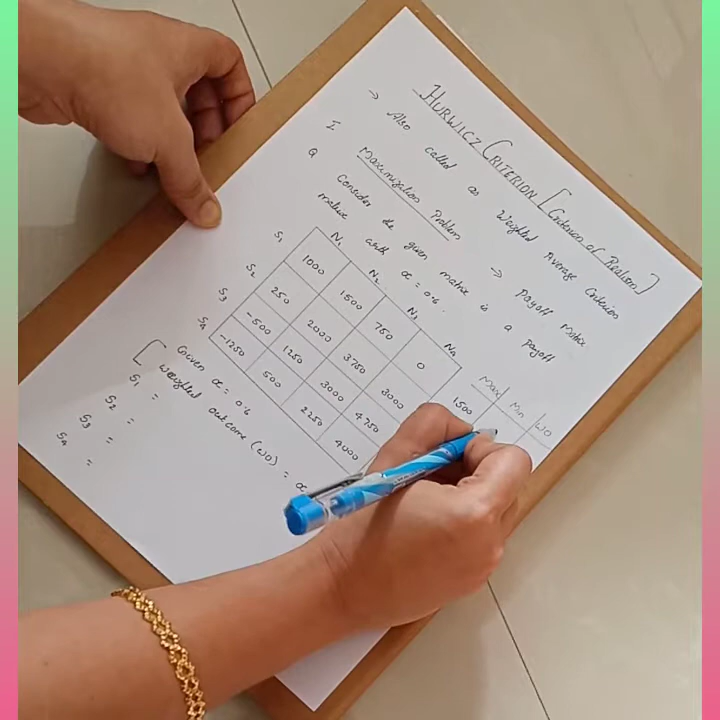 HURWICZ CRITERION [Criterion of Realism]
→ Also called as Weighted Average Criterion
I Maximization Problem → Payoff Matrix
Q Consider the given matrix is a payoff
matrix with α = 0.6.
N1 N2 N3 N4 Max Min WO
S1 1000 1500 750 0 1500
S2 250 2000 3750 3000
S3 -500 1250 3000 4750
S4 -1250 500 2250 4000
Given α = 0.6
[Weighted outcome (WO) = α
S1 =
S2 =
S3 =
S4 =